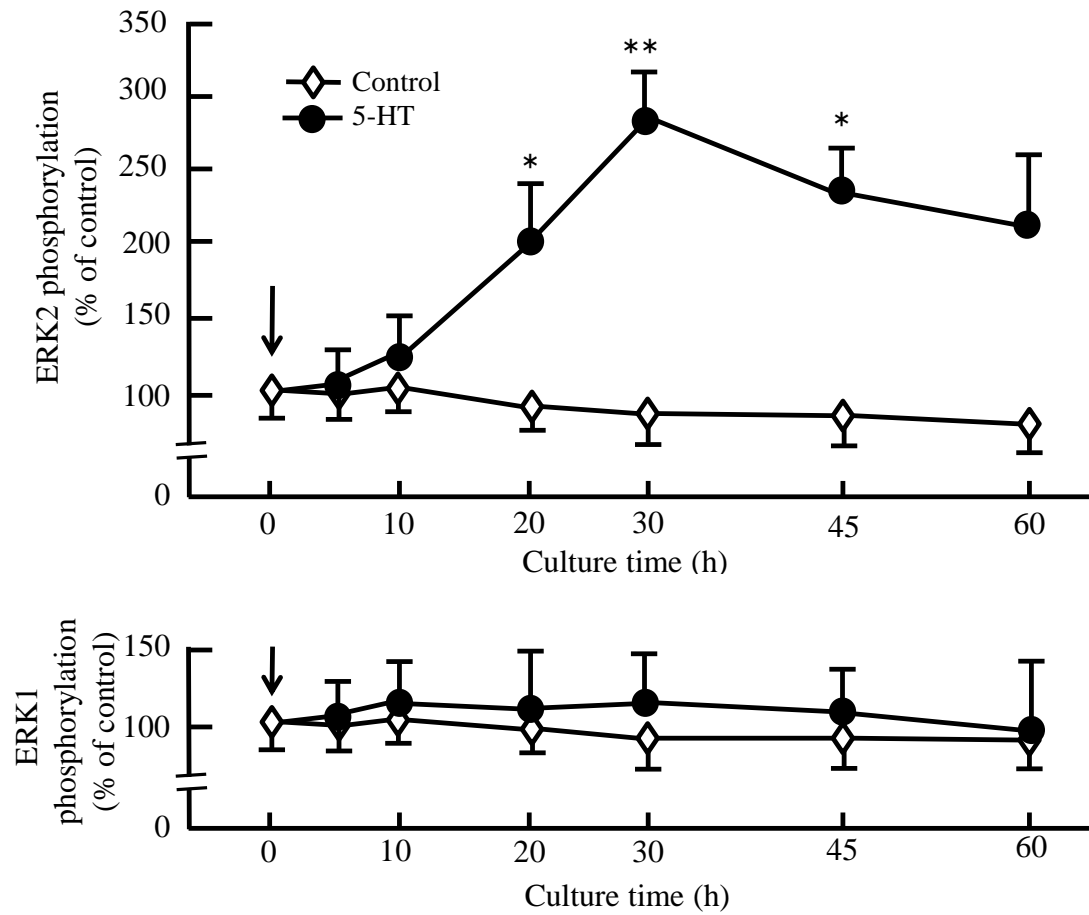 350
300
250
200
150
100
0
ERK2 phosphorylation
(% of control)
Control
5-HT
*
**
*
0 10 20 30 45 60
Culture time (h)
150
100
0
ERK1
phosphorylation
(% of control)
0 10 20 30 45 60
Culture time (h)